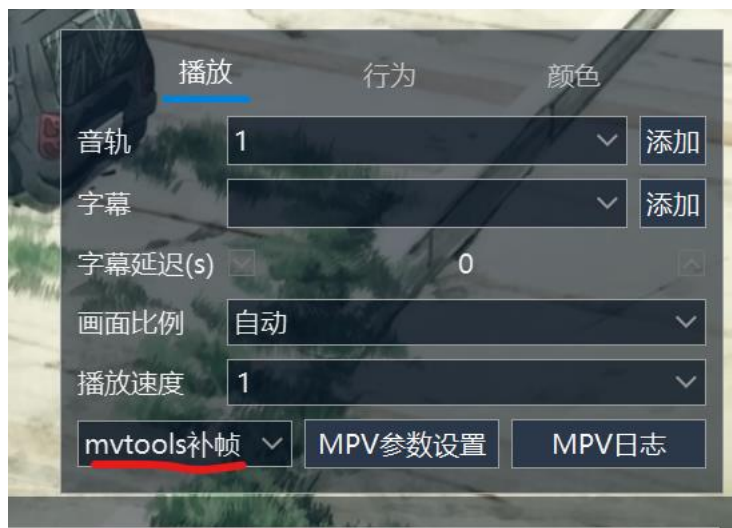 播放 行为 颜色
音轨 1 添加
字幕 添加
字幕延迟(s) 0
画面比例 自动
播放速度 1
mvtools补帧 MPV参数设置 MPV日志